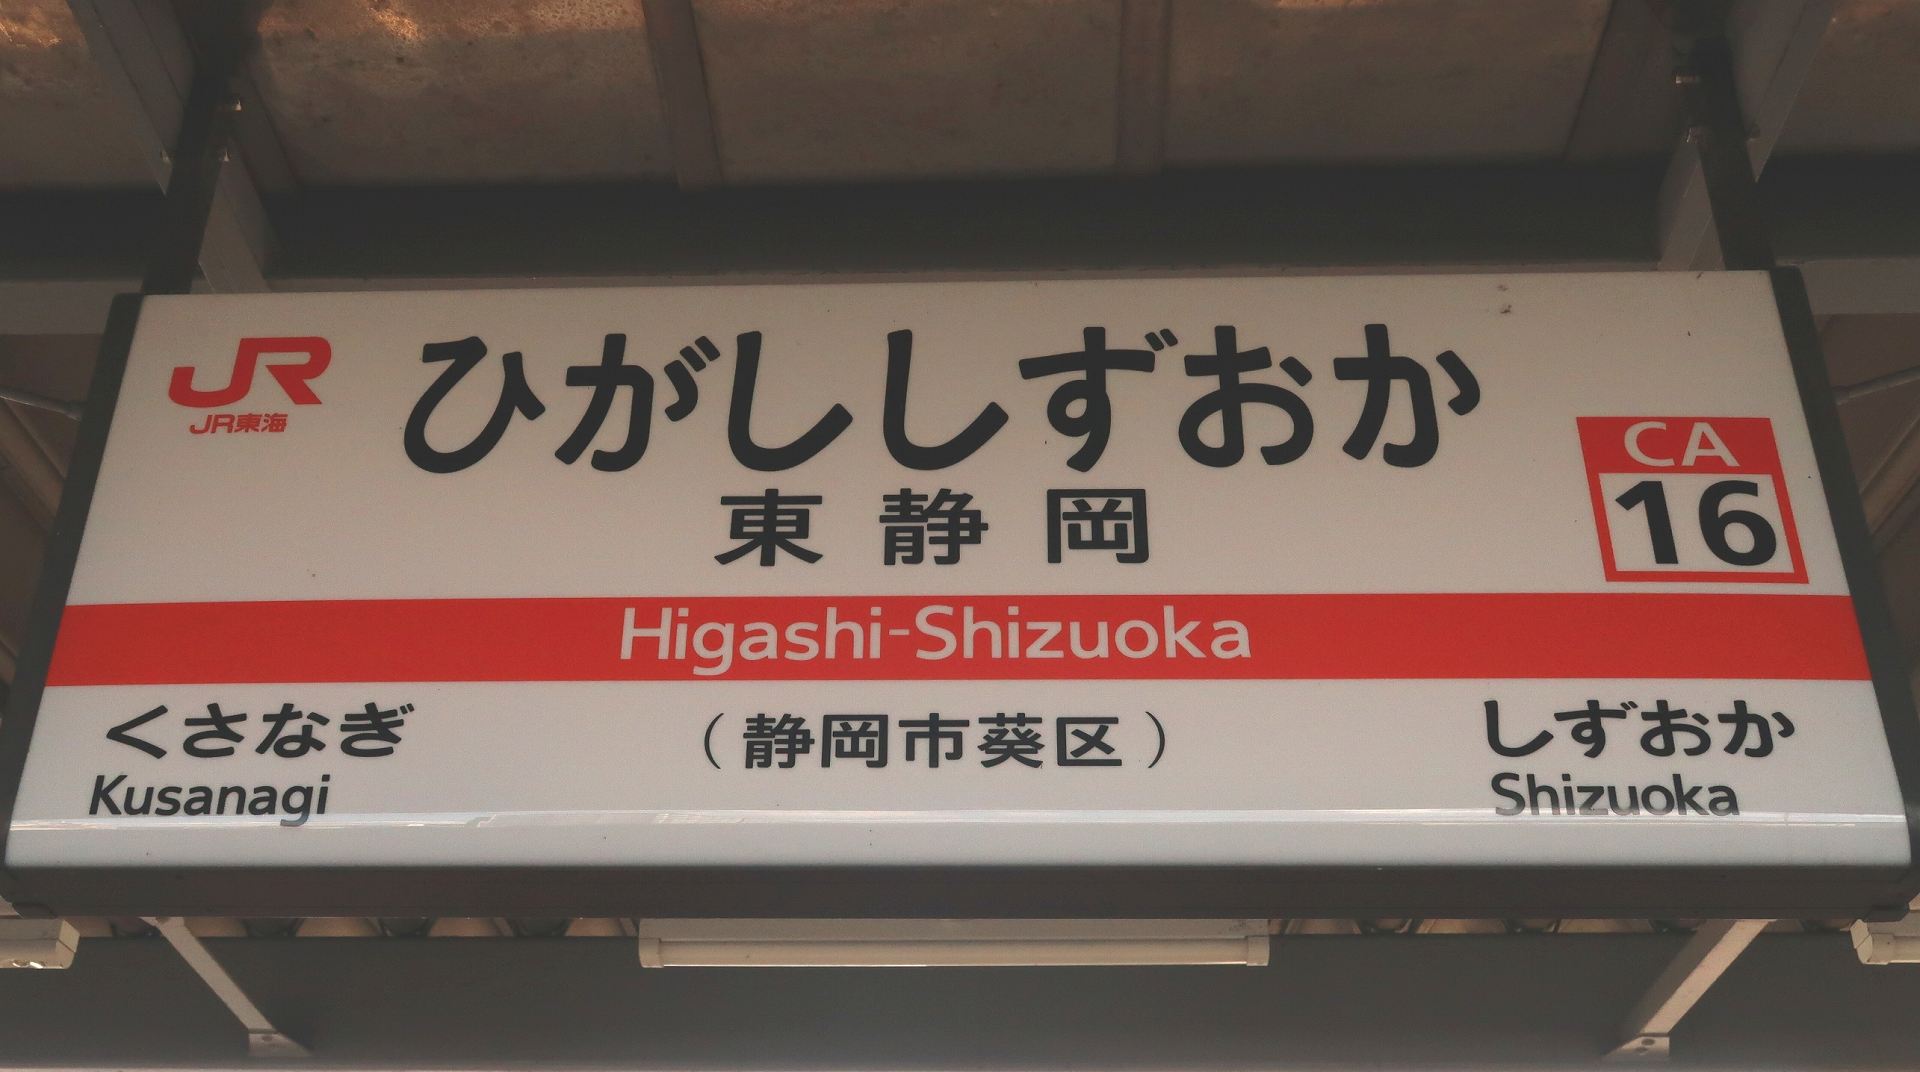 JR
JR東海
ひがししずおか
東静岡
CA
16
Higashi-Shizuoka
くさなぎ
Kusanagi
（静岡市葵区）
しずおか
Shizuoka